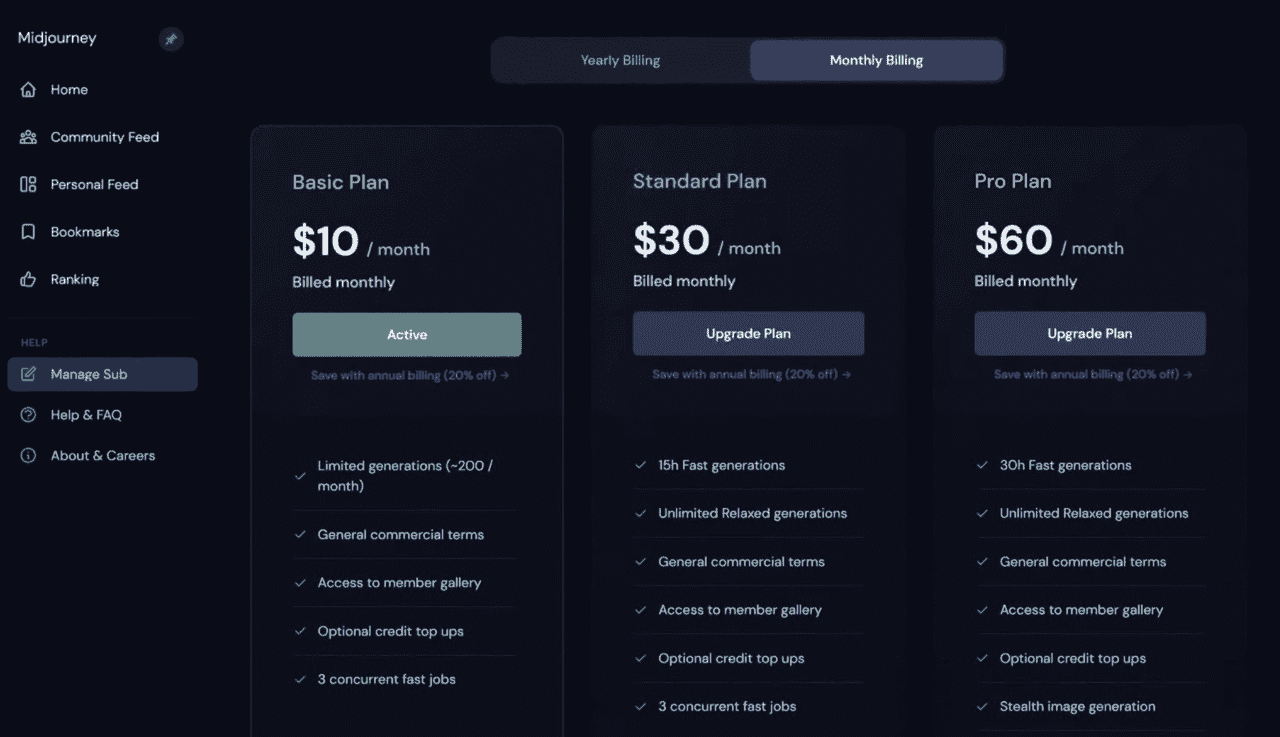 Midjourney
Home
Community Feed
Personal Feed
Bookmarks
Ranking
HELP
Manage Sub
Help & FAQ
About & Careers
Yearly Billing
Monthly Billing
Basic Plan
$10 / month
Billed monthly
Active
Save with annual billing (20% off) →
Limited generations (~200 /
month)
General commercial terms
Access to member gallery
Optional credit top ups
3 concurrent fast jobs
Standard Plan
$30 / month
Billed monthly
Upgrade Plan
Save with annual billing (20% off) →
15h Fast generations
Unlimited Relaxed generations
General commercial terms
Access to member gallery
Optional credit top ups
3 concurrent fast jobs
Pro Plan
$60 / month
Billed monthly
Upgrade Plan
Save with annual billing (20% off) →
30h Fast generations
Unlimited Relaxed generations
General commercial terms
Access to member gallery
Optional credit top ups
Stealth image generation